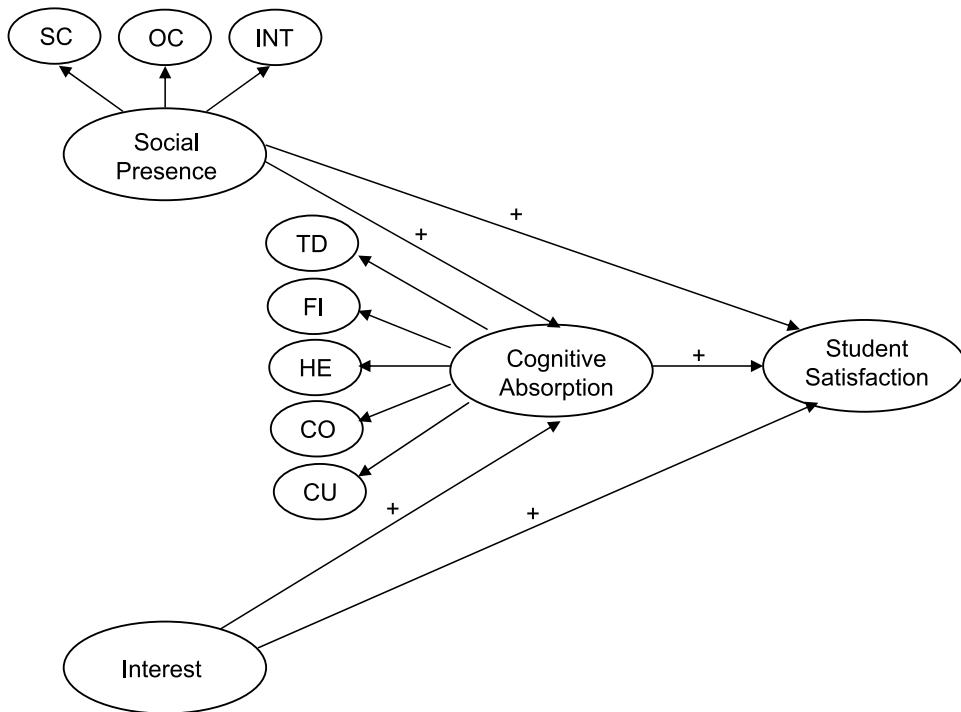 SC
OC
INT
Social
Presence
+
+
TD
FI
HE
CO
CU
Cognitive
Absorption
+
Student
Satisfaction
+
+
Interest